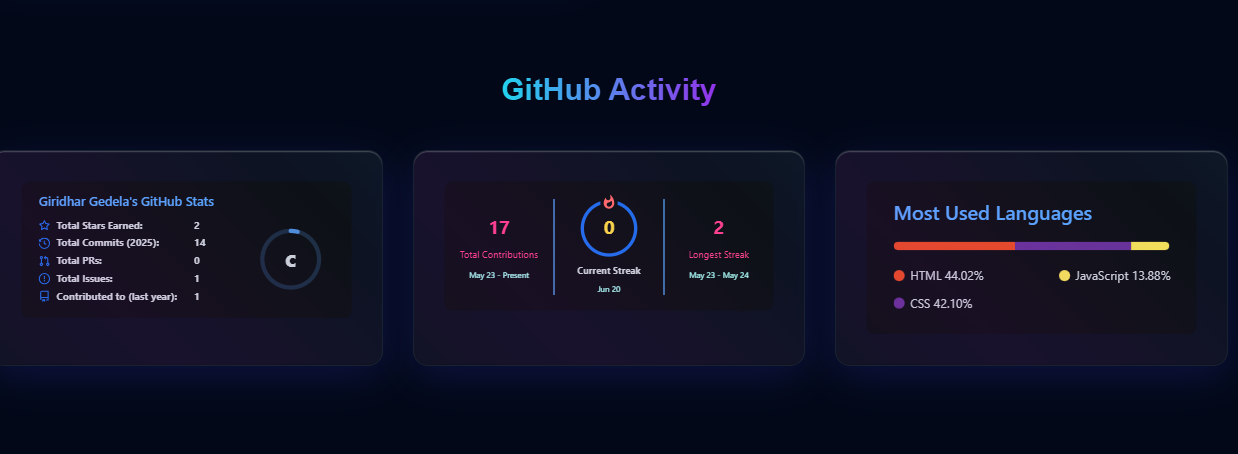 GitHub Activity
Giridhar Gedela's GitHub Stats
Total Stars Earned: 2
Total Commits (2025): 14
Total PRs: 0
Total Issues: 1
Contributed to (last year): 1
C
17
Total Contributions
May 23 - Present
0
Current Streak
Jun 20
2
Longest Streak
May 23 - May 24
Most Used Languages
HTML 44.02%
JavaScript 13.88%
CSS 42.10%